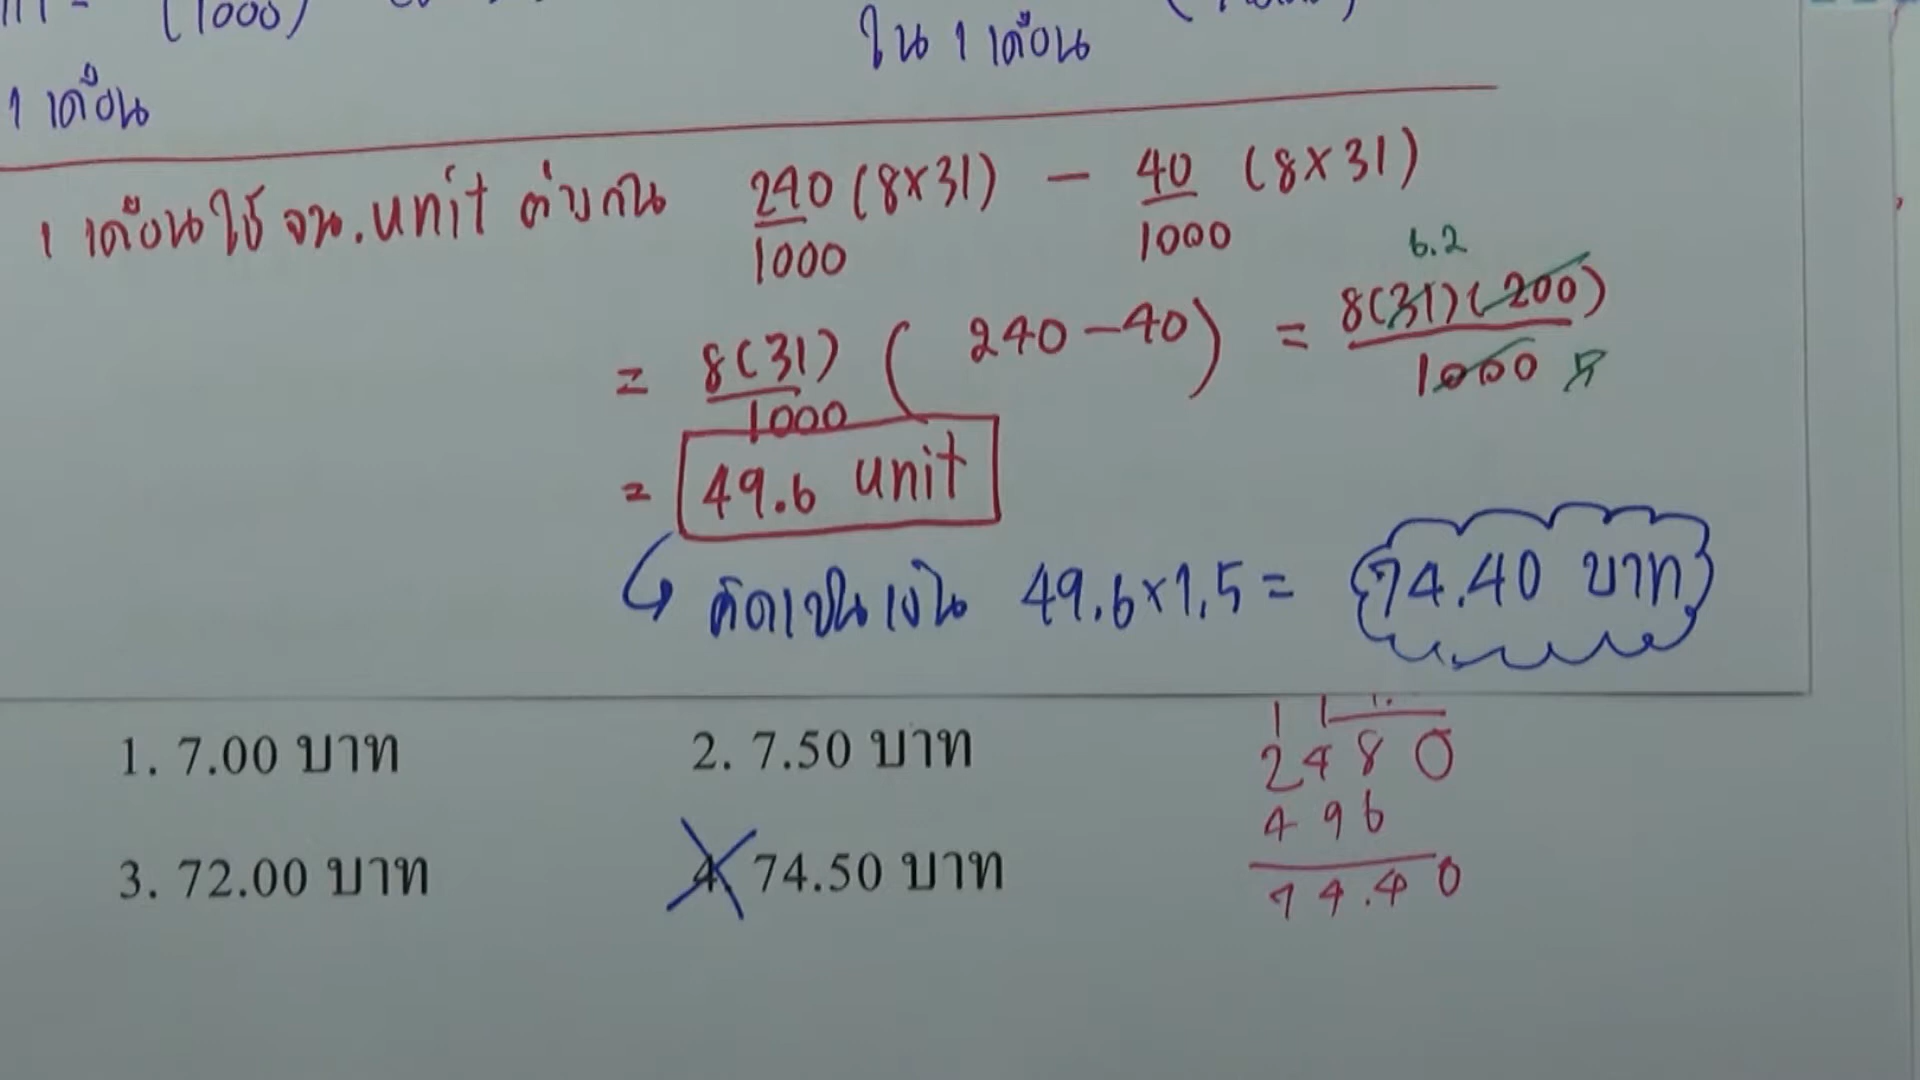 (1000)
ใน 1 เดือน
1 เดือน
1 เดือนใช้ จน. unit ต่างกัน 240/1000 (8×31) − 40/1000 (8×31)
= 8(31)/1000 ( 240 − 40 ) = 8(31)(200)/1000 6.2 5
= 49.6 unit
คิดเป็นเงิน 49.6×1.5 = 74.40 บาท
1. 7.00 บาท 2. 7.50 บาท
3. 72.00 บาท 4. 74.50 บาท
1 1 1
2480
496
74.40